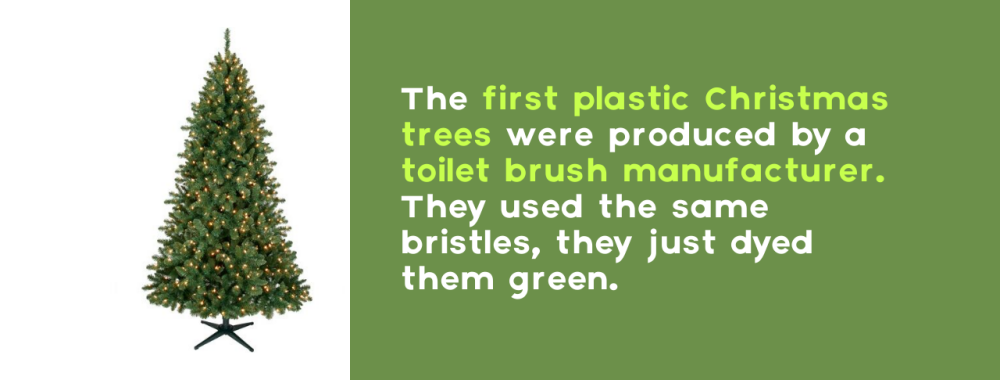 The first plastic Christmas
trees were produced by a
toilet brush manufacturer.
They used the same
bristles, they just dyed
them green.